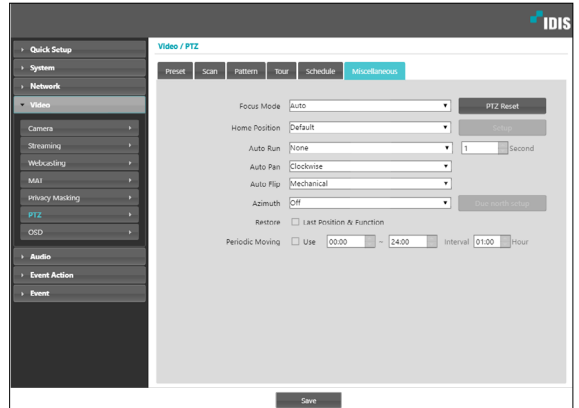 IDIS
Quick Setup
System
Network
Video
Camera
Streaming
Webcasting
MAT
Privacy Masking
PTZ
OSD
Audio
Event Action
Event
Video / PTZ
Preset Scan Pattern Tour Schedule Miscellaneous
Focus Mode Auto PTZ Reset
Home Position Default Setup
Auto Run None 1 Second
Auto Pan Clockwise
Auto Flip Mechanical
Azimuth Off Due north setup
Restore Last Position & Function
Periodic Moving Use 00:00 ~ 24:00 Interval 01:00 Hour
Save